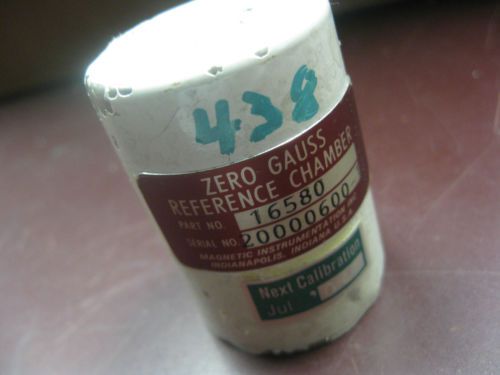 438
ZERO GAUSS
REFERENCE CHAMBER
PART NO. 16580
SERIAL NO. 20000600
MAGNETIC INSTRUMENTATION INC.
INDIANAPOLIS, INDIANA U.S.A.
Next Calibration
Jul